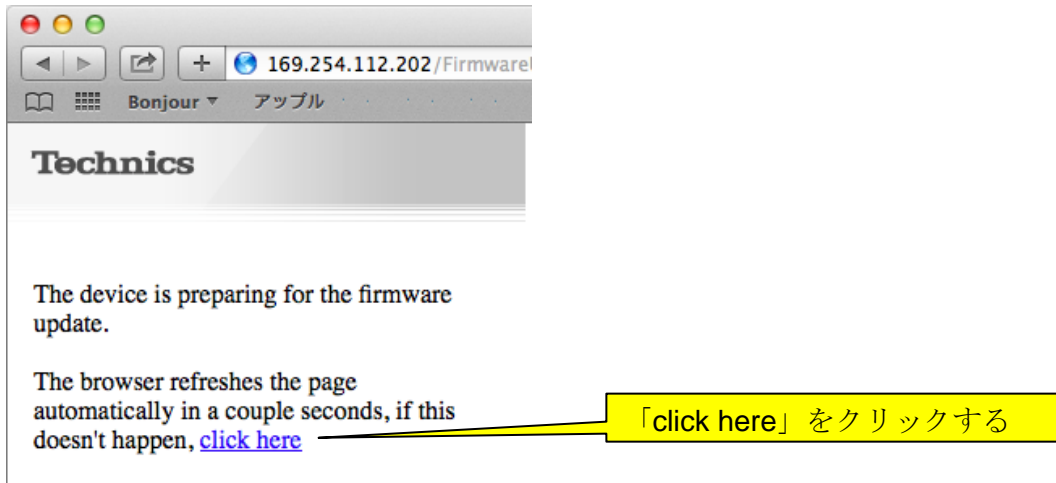 169.254.112.202/Firmware
Bonjour ▼ アップル
Technics
The device is preparing for the firmware
update.
The browser refreshes the page
automatically in a couple seconds, if this
doesn't happen, click here
「click here」をクリックする